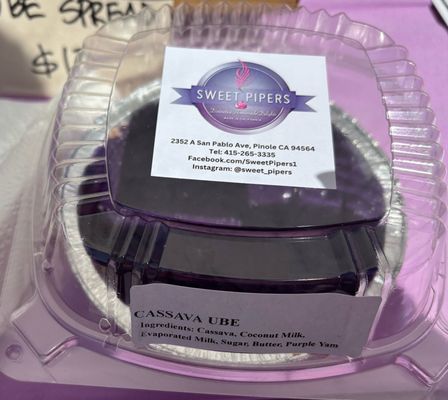 UBE SPREAD
$1
SWEET PIPERS
2352 A San Pablo Ave, Pinole CA 94564
Tel: 415-265-3335
Facebook.com/SweetPipers1
Instagram: @sweet_pipers
CASSAVA UBE
Ingredients: Cassava, Coconut Milk,
Evaporated Milk, Sugar, Butter, Purple Yam